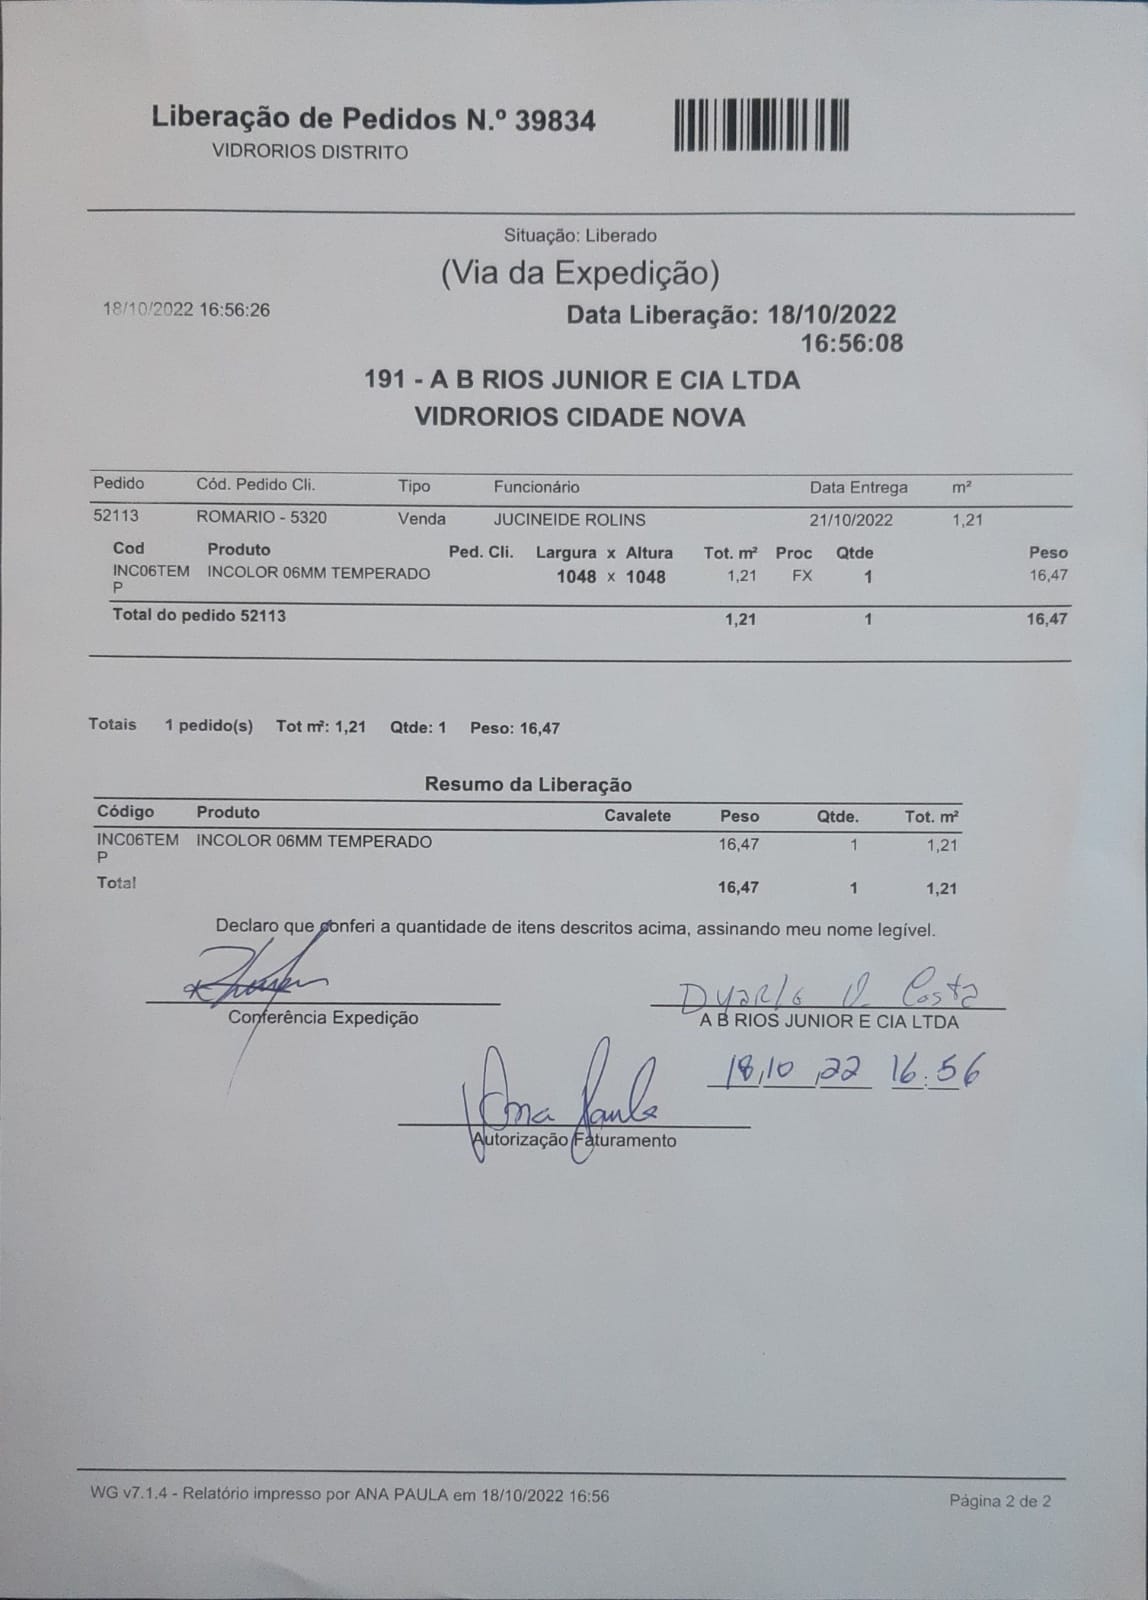 Liberação de Pedidos N.º 39834
VIDRORIOS DISTRITO
Situação: Liberado
(Via da Expedição)
18/10/2022 16:56:26
Data Liberação: 18/10/2022
16:56:08
191 - A B RIOS JUNIOR E CIA LTDA
VIDRORIOS CIDADE NOVA
Pedido Cód. Pedido Cli. Tipo Funcionário Data Entrega m²
52113 ROMARIO - 5320 Venda JUCINEIDE ROLINS 21/10/2022 1,21
Cod Produto Ped. Cli. Largura x Altura Tot. m² Proc Qtde Peso
INC06TEM INCOLOR 06MM TEMPERADO 1048 x 1048 1,21 FX 1 16,47
P
Total do pedido 52113 1,21 1 16,47
Totais 1 pedido(s) Tot m²: 1,21 Qtde: 1 Peso: 16,47
Resumo da Liberação
Código Produto Cavalete Peso Qtde. Tot. m²
INC06TEM INCOLOR 06MM TEMPERADO 16,47 1 1,21
P
Total 16,47 1 1,21
Declaro que conferi a quantidade de itens descritos acima, assinando meu nome legível.
Costa
Conferência Expedição A B RIOS JUNIOR E CIA LTDA
18,10,22 16:56
Ana Paula
Autorização Faturamento
WG v7.1.4 - Relatório impresso por ANA PAULA em 18/10/2022 16:56
Página 2 de 2